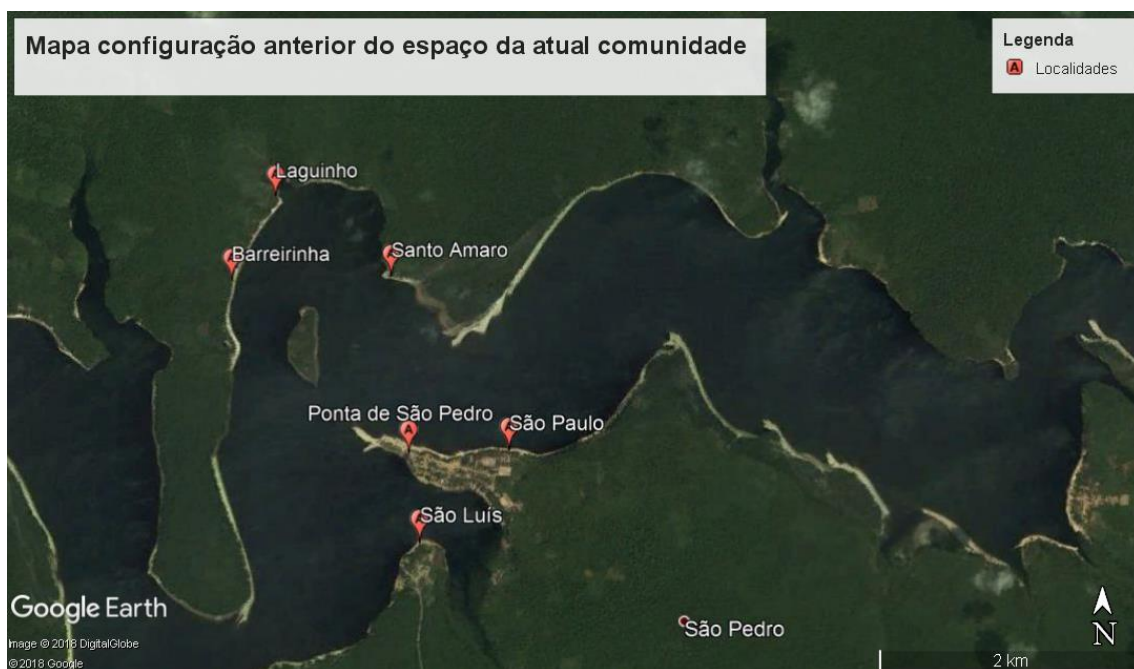 Mapa configuração anterior do espaço da atual comunidade
Legenda
A Localidades
Laguinho
Barreirinha
Santo Amaro
Ponta de São Pedro
A
São Paulo
São Luís
São Pedro
Google Earth
Image © 2018 DigitalGlobe
© 2018 Google
N
2 km